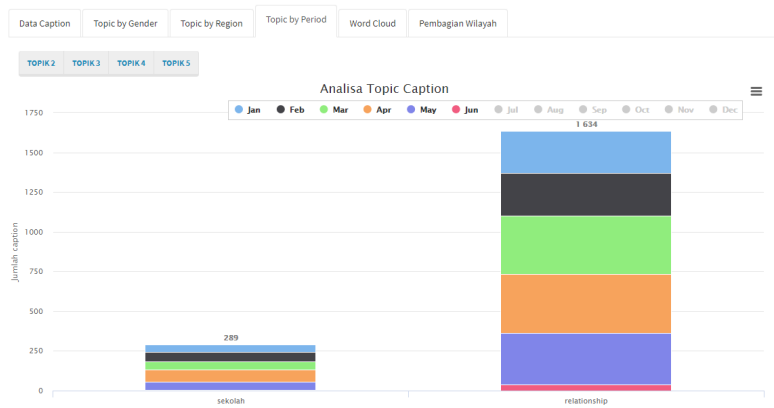 Data Caption Topic by Gender Topic by Region Topic by Period Word Cloud Pembagian Wilayah
TOPIK 2 TOPIK 3 TOPIK 4 TOPIK 5
Analisa Topic Caption
Jan Feb Mar Apr May Jun Jul Aug Sep Oct Nov Dec
Jumlah caption
1750
1500
1250
1000
750
500
250
0
289
1 634
sekolah relationship